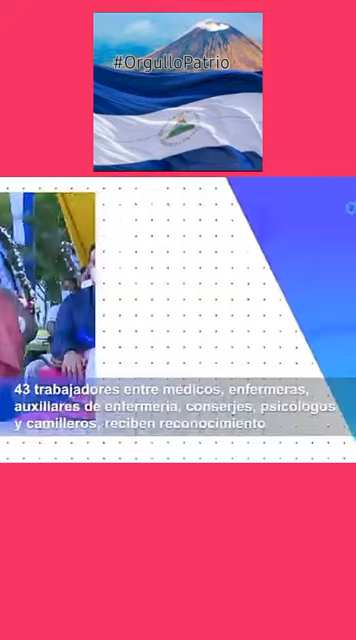 #OrgulloPatrio
43 trabajadores entre médicos, enfermeras,
auxiliares de enfermería, conserjes, psicólogos
y camilleros, reciben reconocimiento